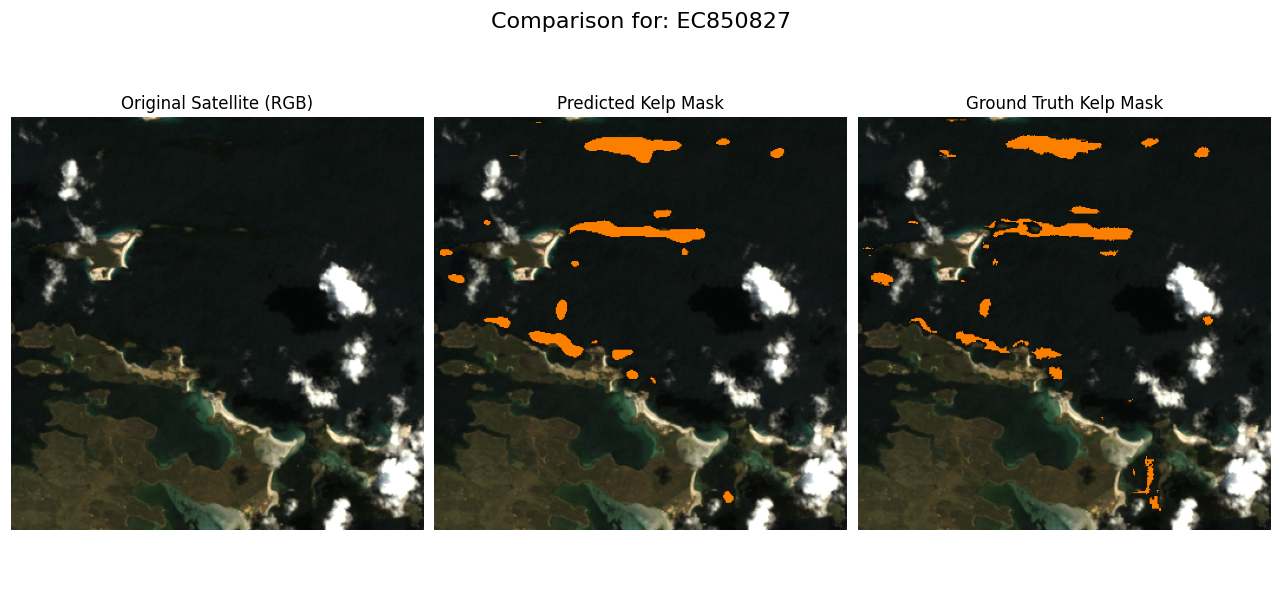 Comparison for: EC850827
Original Satellite (RGB)
Predicted Kelp Mask
Ground Truth Kelp Mask